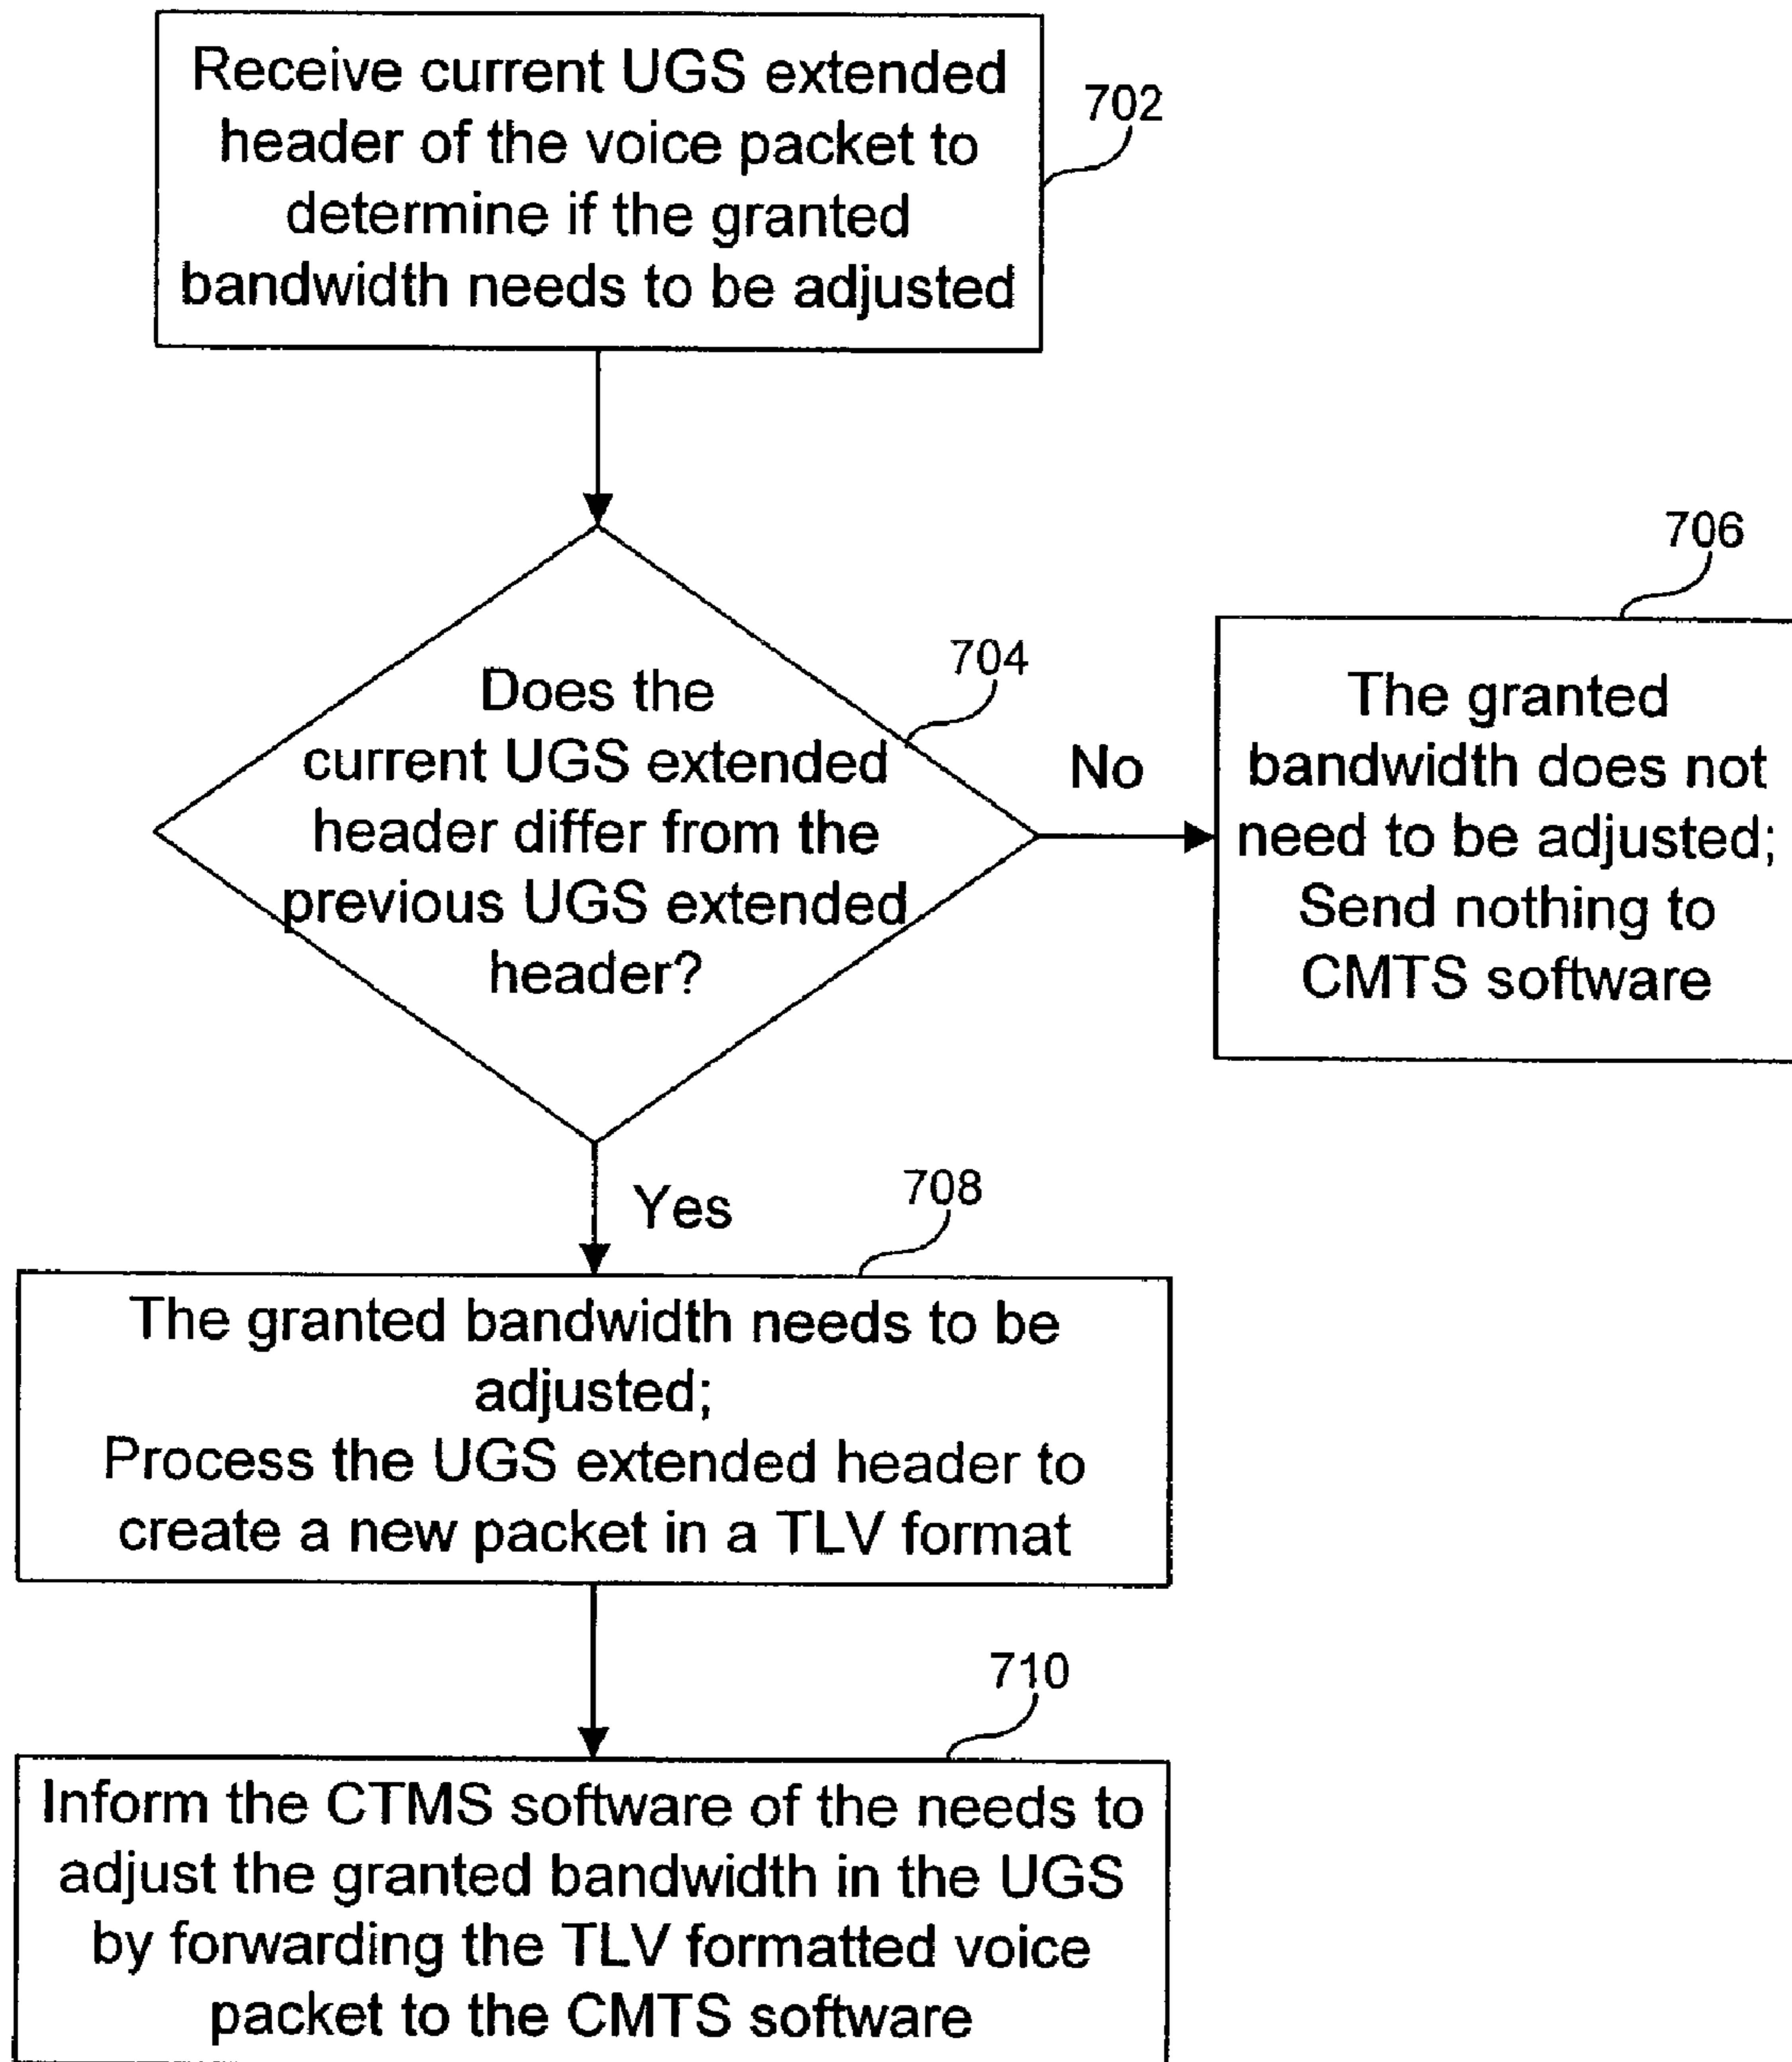 Receive current UGS extended
header of the voice packet to
determine if the granted
bandwidth needs to be adjusted
702
Does the
current UGS extended
header differ from the
previous UGS extended
header?
704
No
706
The granted
bandwidth does not
need to be adjusted;
Send nothing to
CMTS software
Yes
708
The granted bandwidth needs to be
adjusted;
Process the UGS extended header to
create a new packet in a TLV format
710
Inform the CTMS software of the needs to
adjust the granted bandwidth in the UGS
by forwarding the TLV formatted voice
packet to the CMTS software